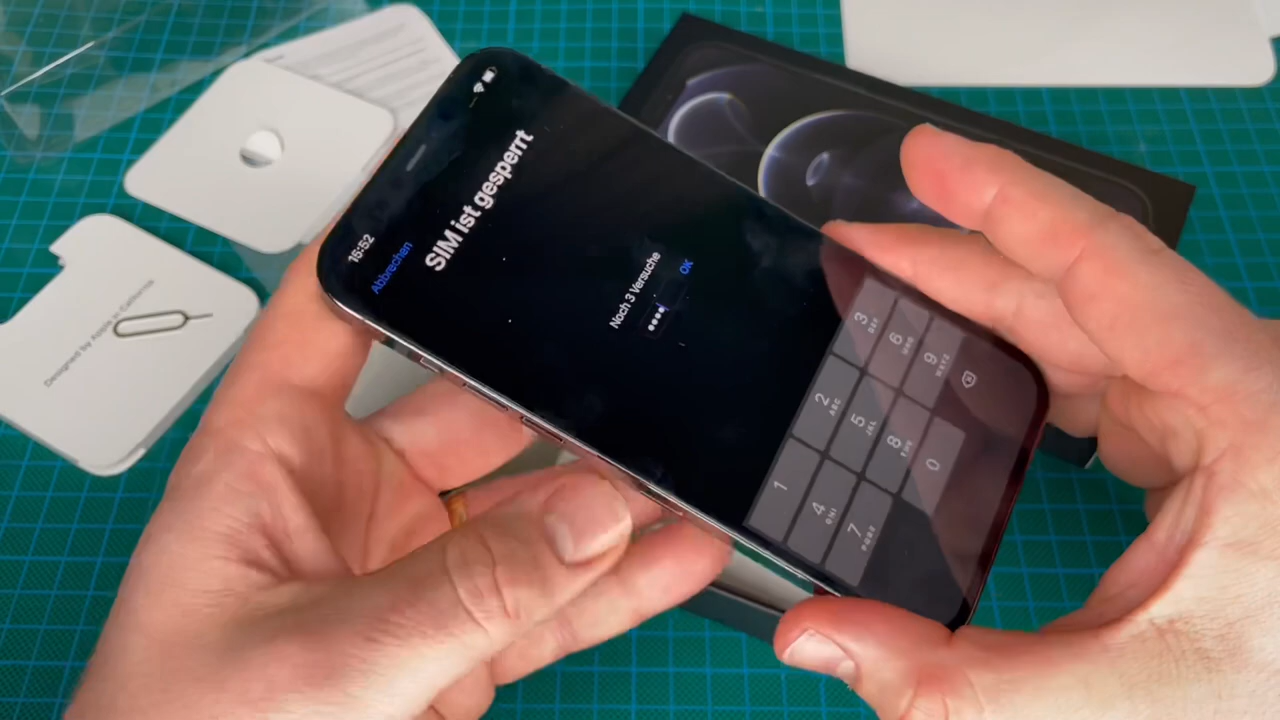 15:52
Abbrechen
SIM ist gesperrt
Noch 3 Versuche
OK
1
2
ABC
3
DEF
4
GHI
5
JKL
6
MNO
7
PQRS
8
TUV
9
WXYZ
0
Designed by Apple in California